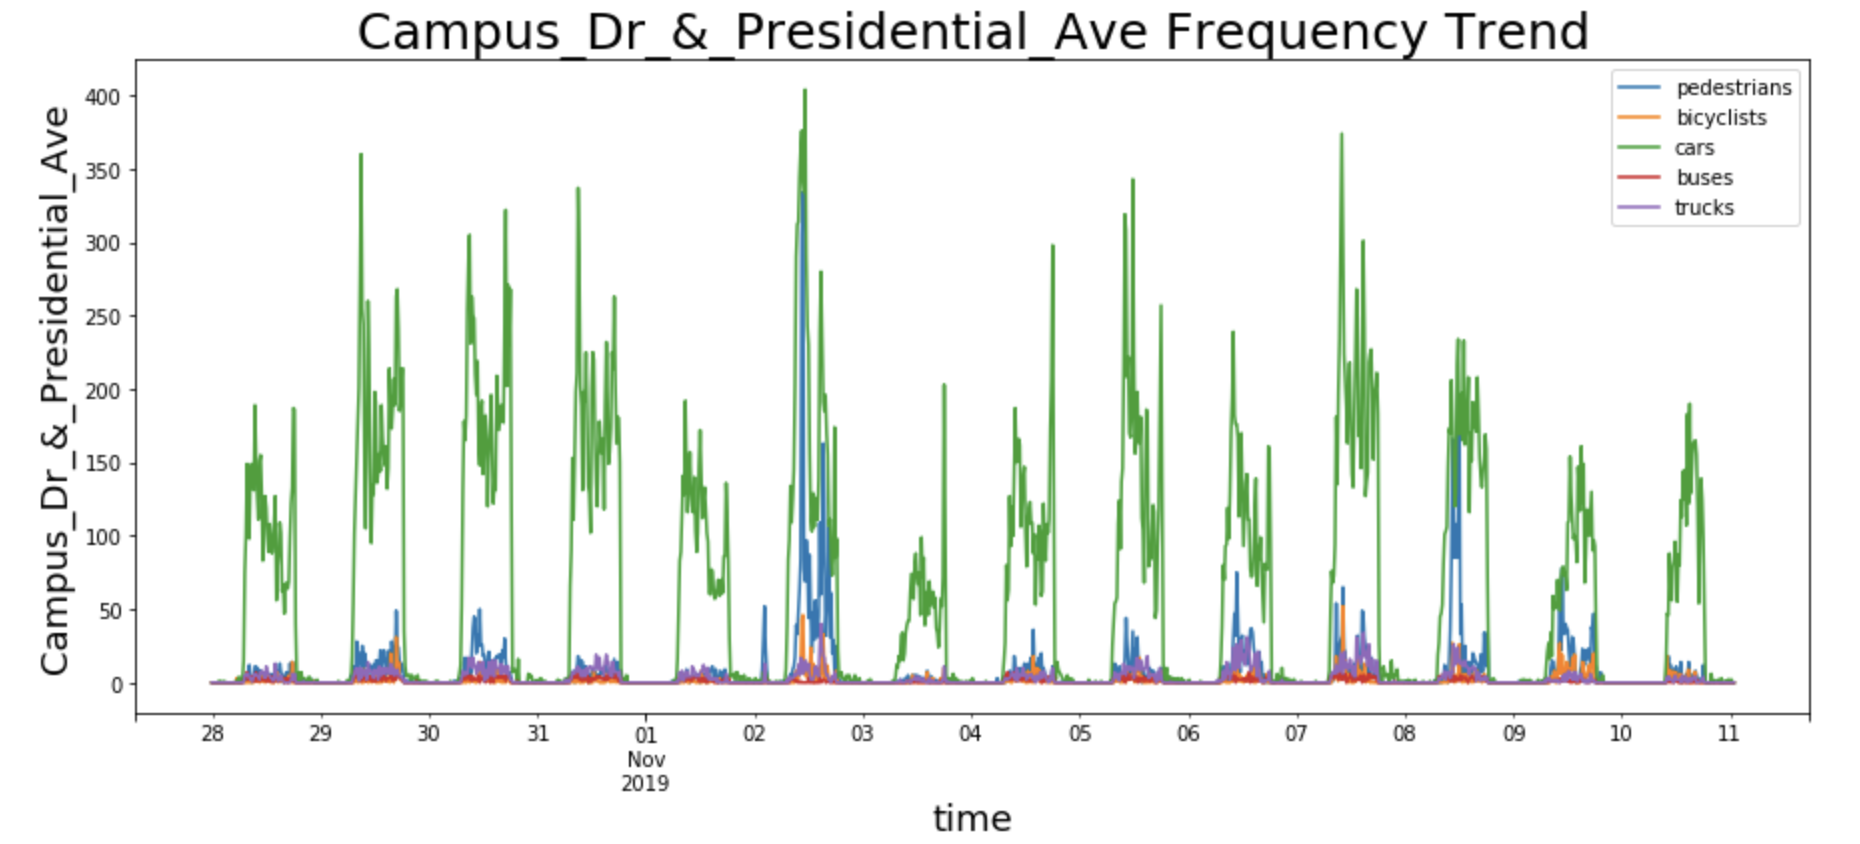 Campus_Dr_&_Presidential_Ave Frequency Trend
Campus_Dr_&_Presidential_Ave
400
350
300
250
200
150
100
50
0
pedestrians
bicyclists
cars
buses
trucks
28 29 30 31 01 02 03 04 05 06 07 08 09 10 11
Nov
2019
time